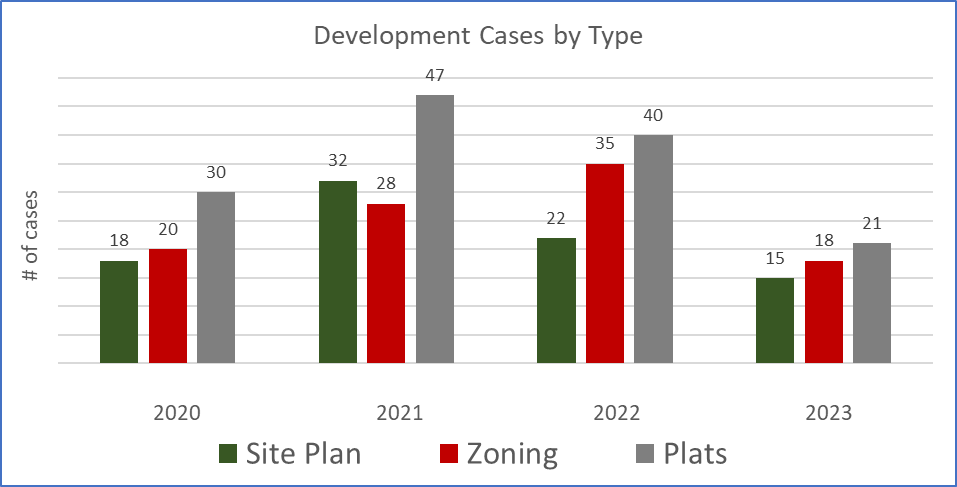 Development Cases by Type
# of cases
18 20 30
32 28 47
22 35 40
15 18 21
2020 2021 2022 2023
Site Plan Zoning Plats